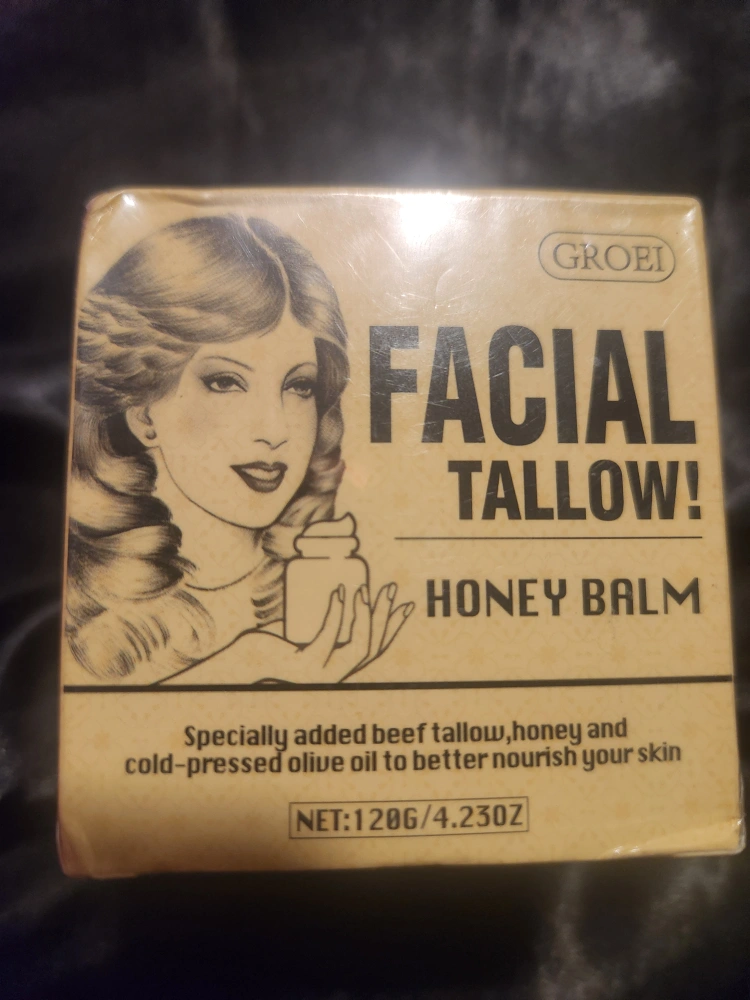 GROEI
FACIAL
TALLOW!
HONEY BALM
Specially added beef tallow,honey and
cold-pressed olive oil to better nourish your skin
NET:120G/4.23OZ